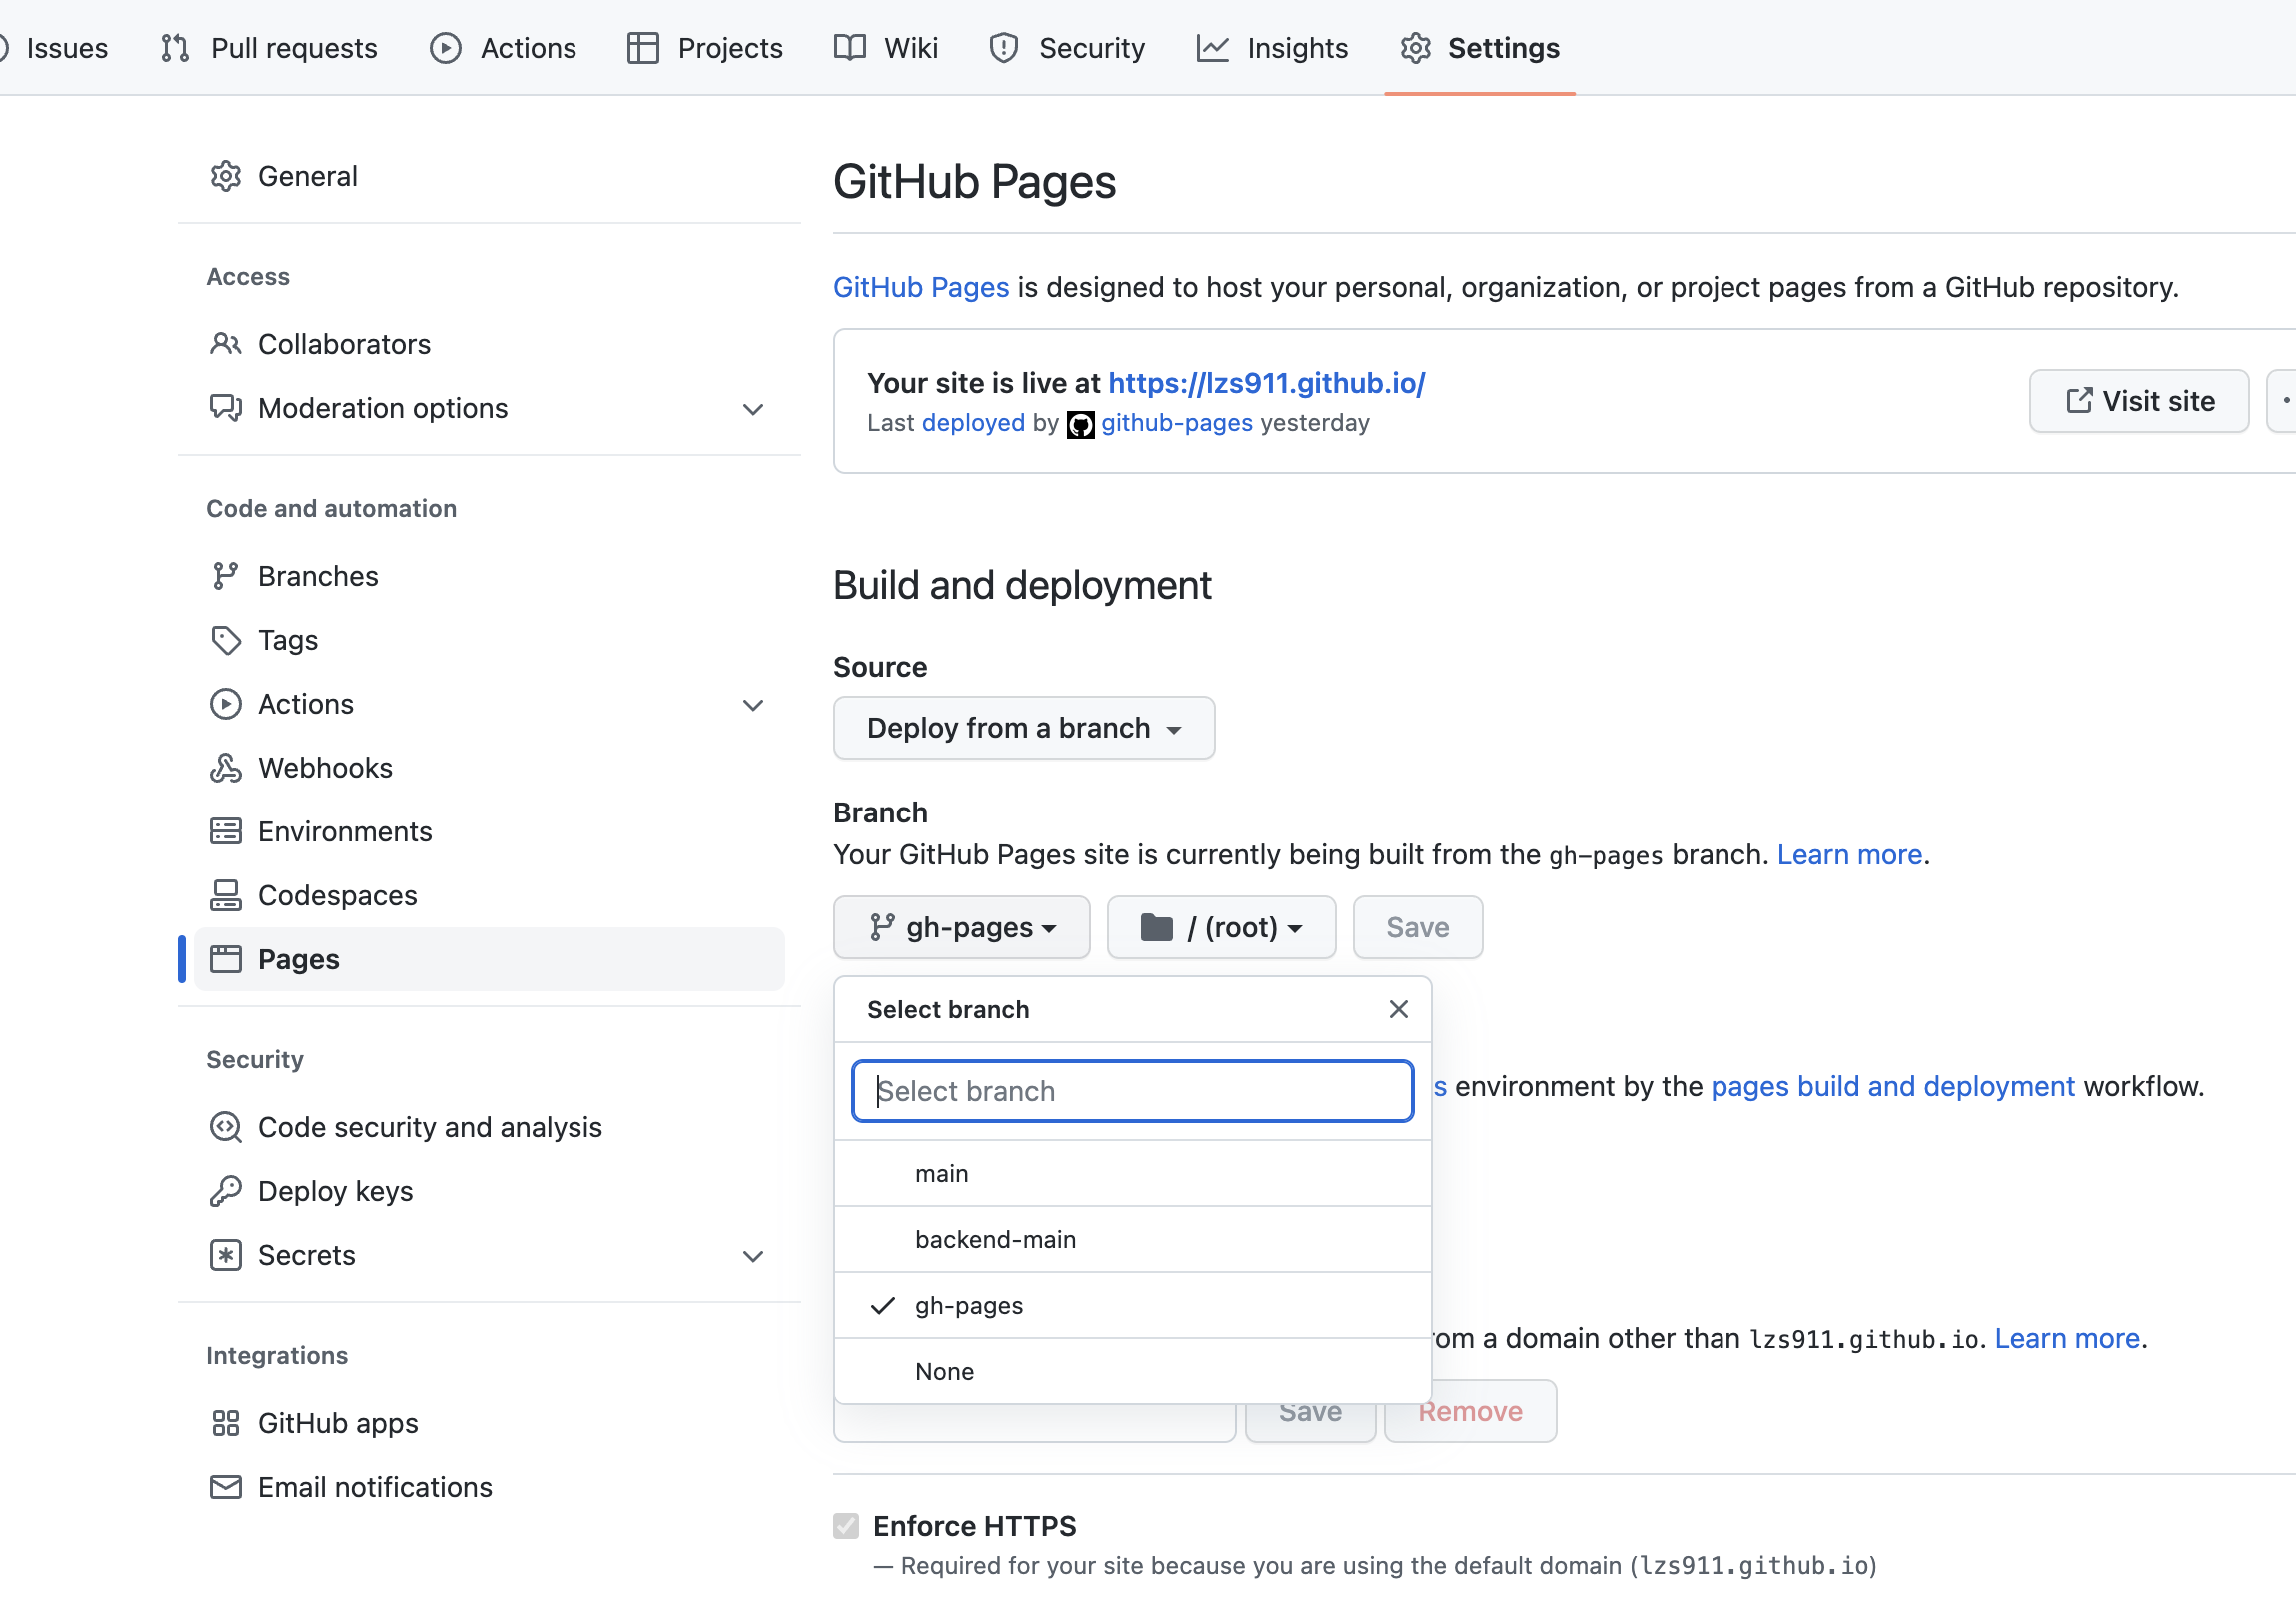 Issues
Pull requests
Actions
Projects
Wiki
Security
Insights
Settings
General
Access
Collaborators
Moderation options
Code and automation
Branches
Tags
Actions
Webhooks
Environments
Codespaces
Pages
Security
Code security and analysis
Deploy keys
Secrets
Integrations
GitHub apps
Email notifications
GitHub Pages
GitHub Pages is designed to host your personal, organization, or project pages from a GitHub repository.
Your site is live at https://lzs911.github.io/
Last deployed by github-pages yesterday
Visit site
Build and deployment
Source
Deploy from a branch
Branch
Your GitHub Pages site is currently being built from the gh-pages branch. Learn more.
gh-pages
/ (root)
Save
Select branch
Select branch
s environment by the pages build and deployment workflow.
main
backend-main
gh-pages
om a domain other than lzs911.github.io. Learn more.
None
Save
Remove
Enforce HTTPS
— Required for your site because you are using the default domain (lzs911.github.io)